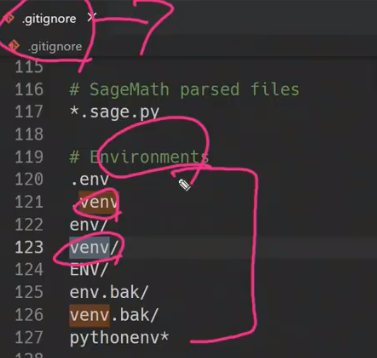 .gitignore ×
.gitignore
115
116 # SageMath parsed files
117 *.sage.py
118
119 # Environments
120 .env
121 .venv
122 env/
123 venv/
124 ENV/
125 env.bak/
126 venv.bak/
127 pythonenv*